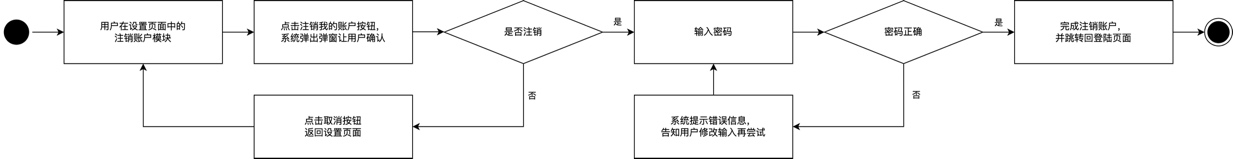 用户在设置页面中的
注销账户模块
点击注销我的账户按钮,
系统弹出弹窗让用户确认
是否注销
是
输入密码
密码正确
是
完成注销账户,
并跳转回登陆页面
否
点击取消按钮
返回设置页面
否
系统提示错误信息,
告知用户修改输入再尝试